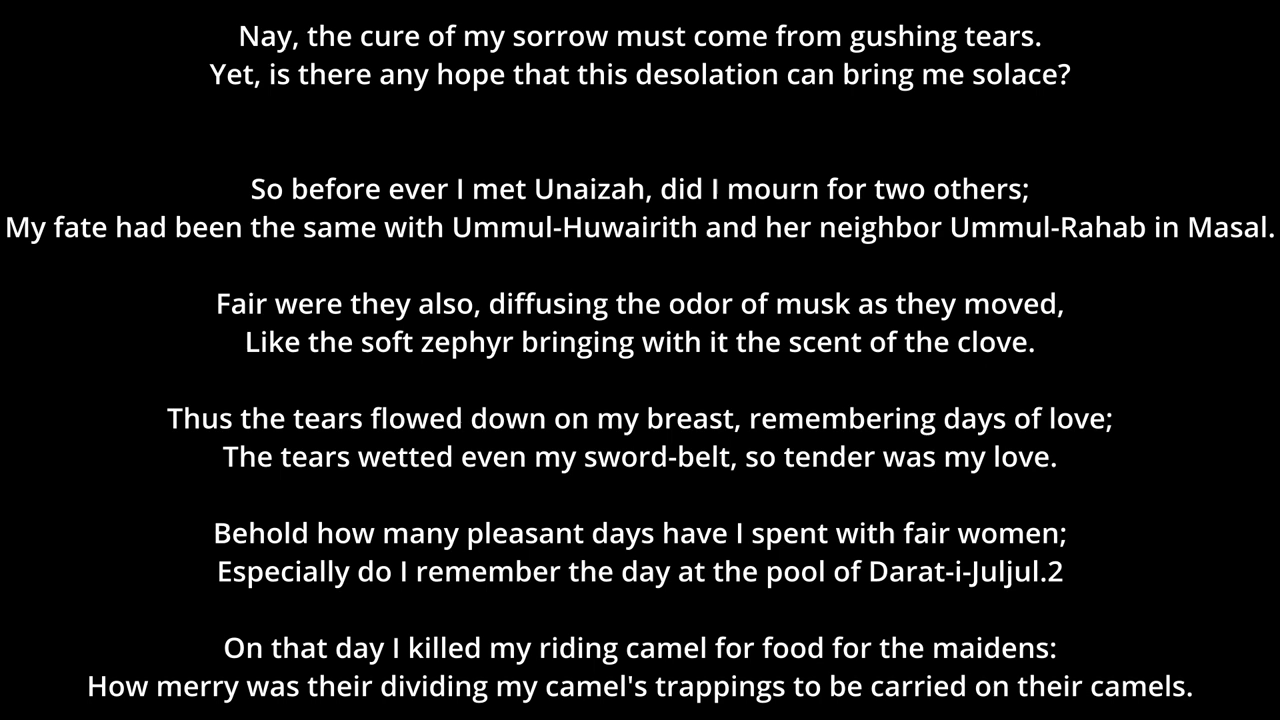 Nay, the cure of my sorrow must come from gushing tears.
Yet, is there any hope that this desolation can bring me solace?
So before ever I met Unaizah, did I mourn for two others;
My fate had been the same with Ummul-Huwairith and her neighbor Ummul-Rahab in Masal.
Fair were they also, diffusing the odor of musk as they moved,
Like the soft zephyr bringing with it the scent of the clove.
Thus the tears flowed down on my breast, remembering days of love;
The tears wetted even my sword-belt, so tender was my love.
Behold how many pleasant days have I spent with fair women;
Especially do I remember the day at the pool of Darat-i-Juljul.2
On that day I killed my riding camel for food for the maidens:
How merry was their dividing my camel's trappings to be carried on their camels.